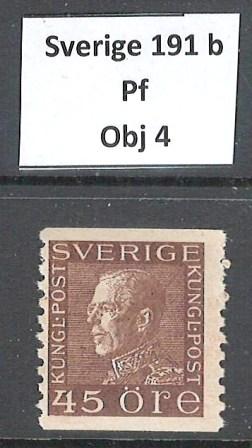 Sverige 191 b
Pf
Obj 4
SVERIGE
KUNGL·POST
KUNGL·POST
45 ÖRE